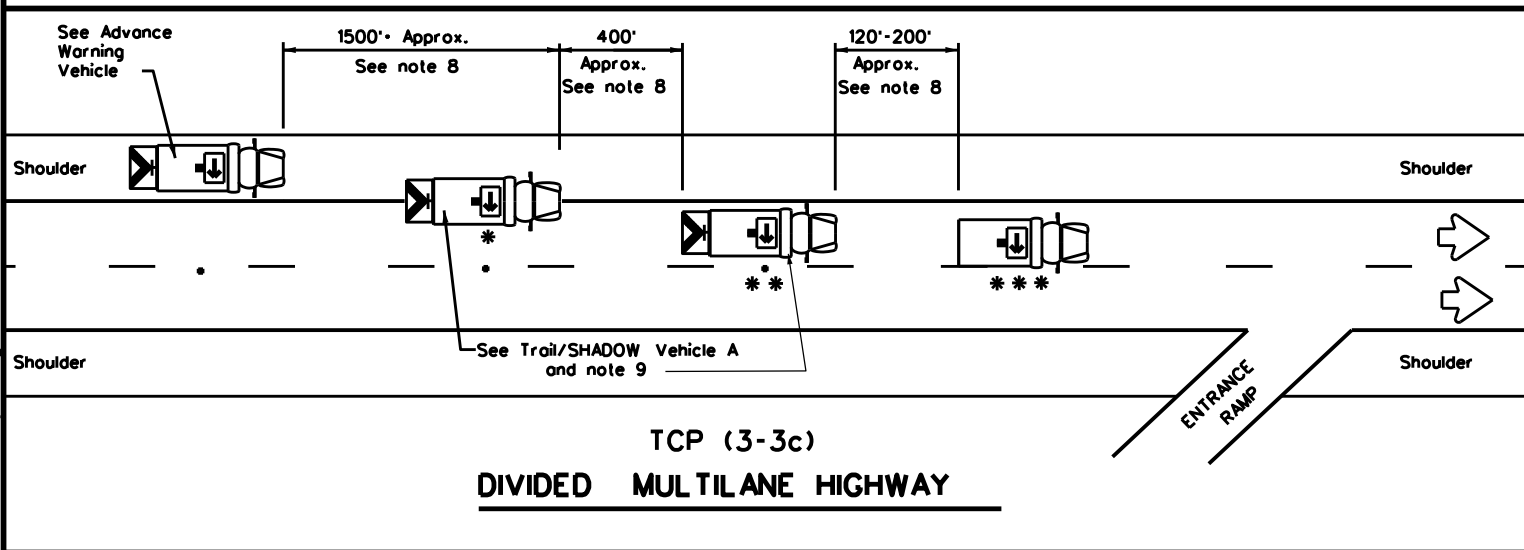 See Advance
Warning
Vehicle
1500'• Approx.
See note 8
400'
Approx.
See note 8
120'-200'
Approx.
See note 8
Shoulder
Shoulder
*
* *
* * *
See Trail/SHADOW Vehicle A
and note 9
Shoulder
Shoulder
ENTRANCE
RAMP
TCP (3-3c)
DIVIDED MULTILANE HIGHWAY